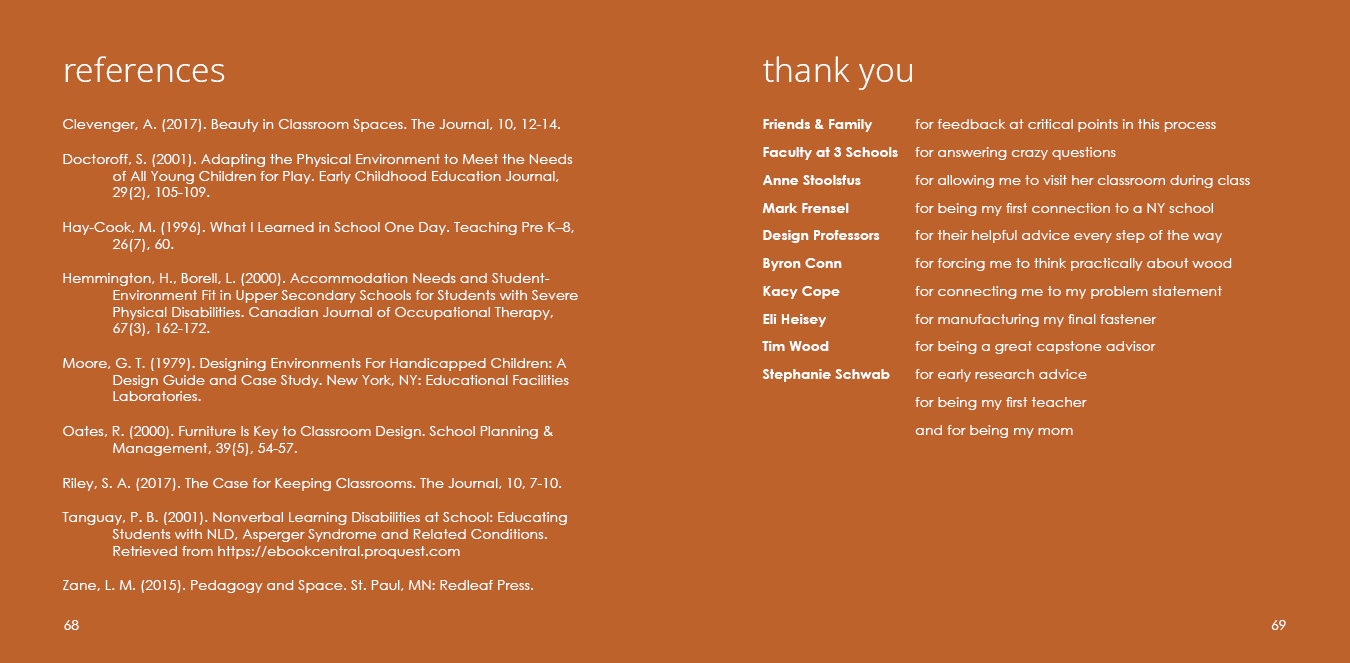 references
Clevenger, A. (2017). Beauty in Classroom Spaces. The Journal, 10, 12-14.
Doctoroff, S. (2001). Adapting the Physical Environment to Meet the Needs
of All Young Children for Play. Early Childhood Education Journal,
29(2), 105-109.
Hay-Cook, M. (1996). What I Learned in School One Day. Teaching Pre K–8,
26(7), 60.
Hemmington, H., Borell, L. (2000). Accommodation Needs and Student-
Environment Fit in Upper Secondary Schools for Students with Severe
Physical Disabilities. Canadian Journal of Occupational Therapy,
67(3), 162-172.
Moore, G. T. (1979). Designing Environments For Handicapped Children: A
Design Guide and Case Study. New York, NY: Educational Facilities
Laboratories.
Oates, R. (2000). Furniture Is Key to Classroom Design. School Planning &
Management, 39(5), 54-57.
Riley, S. A. (2017). The Case for Keeping Classrooms. The Journal, 10, 7-10.
Tanguay, P. B. (2001). Nonverbal Learning Disabilities at School: Educating
Students with NLD, Asperger Syndrome and Related Conditions.
Retrieved from https://ebookcentral.proquest.com
Zane, L. M. (2015). Pedagogy and Space. St. Paul, MN: Redleaf Press.
68
thank you
Friends & Family for feedback at critical points in this process
Faculty at 3 Schools for answering crazy questions
Anne Stoolsfus for allowing me to visit her classroom during class
Mark Frensel for being my first connection to a NY school
Design Professors for their helpful advice every step of the way
Byron Conn for forcing me to think practically about wood
Kacy Cope for connecting me to my problem statement
Eli Heisey for manufacturing my final fastener
Tim Wood for being a great capstone advisor
Stephanie Schwab for early research advice
for being my first teacher
and for being my mom
69